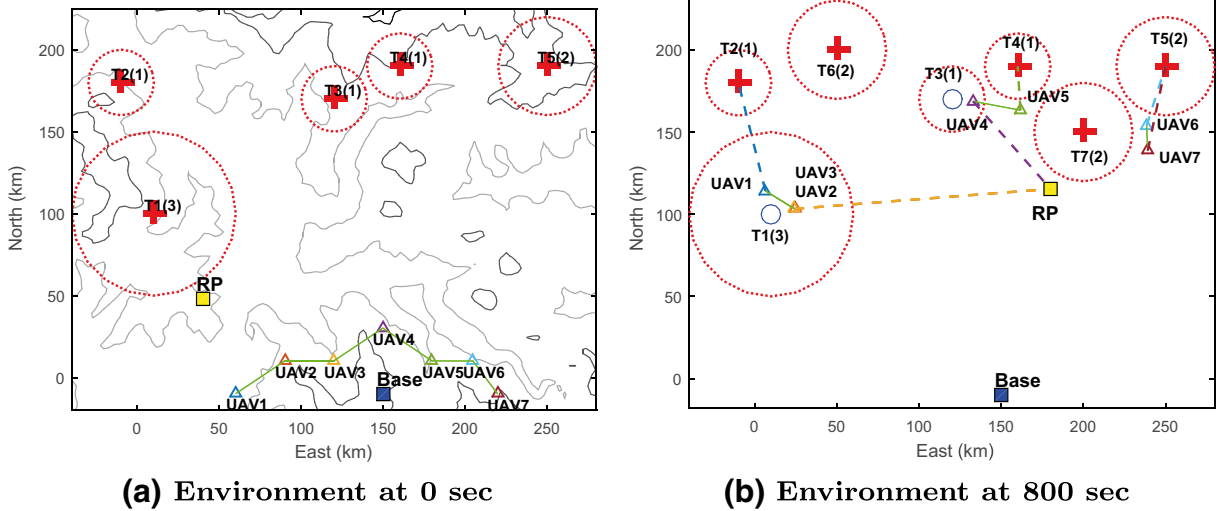 T2(1)
T4(1)
T5(2)
T3(1)
T1(3)
RP
UAV4
UAV2
UAV3
UAV5
UAV6
Base
UAV1
UAV7
200
150
100
50
0
North (km)
0
50
100
150
200
250
East (km)
(a) Environment at 0 sec
T2(1)
T6(2)
T4(1)
T5(2)
T3(1)
UAV5
UAV4
UAV6
T7(2)
UAV7
UAV3
UAV1
UAV2
RP
T1(3)
Base
200
150
100
50
0
North (km)
0
50
100
150
200
250
East (km)
(b) Environment at 800 sec